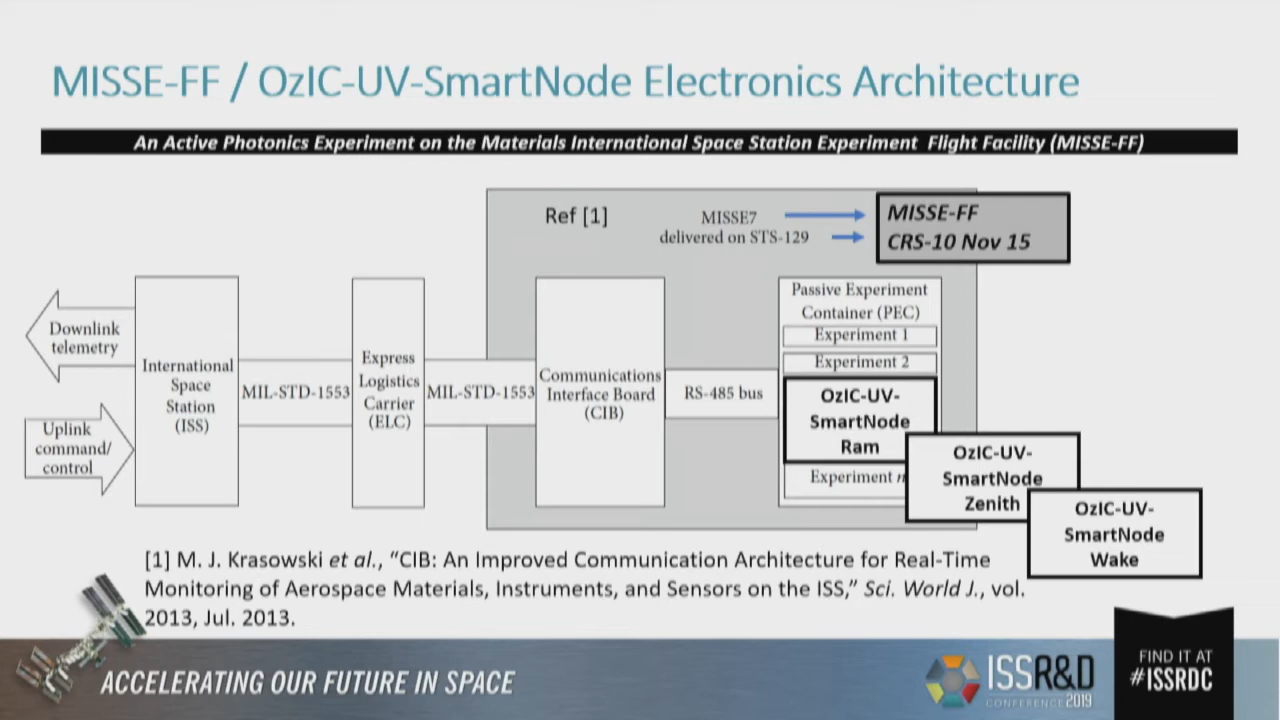 MISSE-FF / OzIC-UV-SmartNode Electronics Architecture
An Active Photonics Experiment on the Materials International Space Station Experiment Flight Facility (MISSE-FF)
Ref [1]
MISSE7
delivered on STS-129
MISSE-FF
CRS-10 Nov 15
Downlink
telemetry
Uplink
command/
control
International
Space
Station
(ISS)
MIL-STD-1553
Express
Logistics
Carrier
(ELC)
MIL-STD-1553
Communications
Interface Board
(CIB)
RS-485 bus
Passive Experiment
Container (PEC)
Experiment 1
Experiment 2
OzIC-UV-
SmartNode
Ram
Experiment n
OzIC-UV-
SmartNode
Zenith
OzIC-UV-
SmartNode
Wake
[1] M. J. Krasowski et al., “CIB: An Improved Communication Architecture for Real-Time
Monitoring of Aerospace Materials, Instruments, and Sensors on the ISS,” Sci. World J., vol.
2013, Jul. 2013.
ACCELERATING OUR FUTURE IN SPACE
ISSR&D
CONFERENCE 2019
FIND IT AT
#ISSRDC